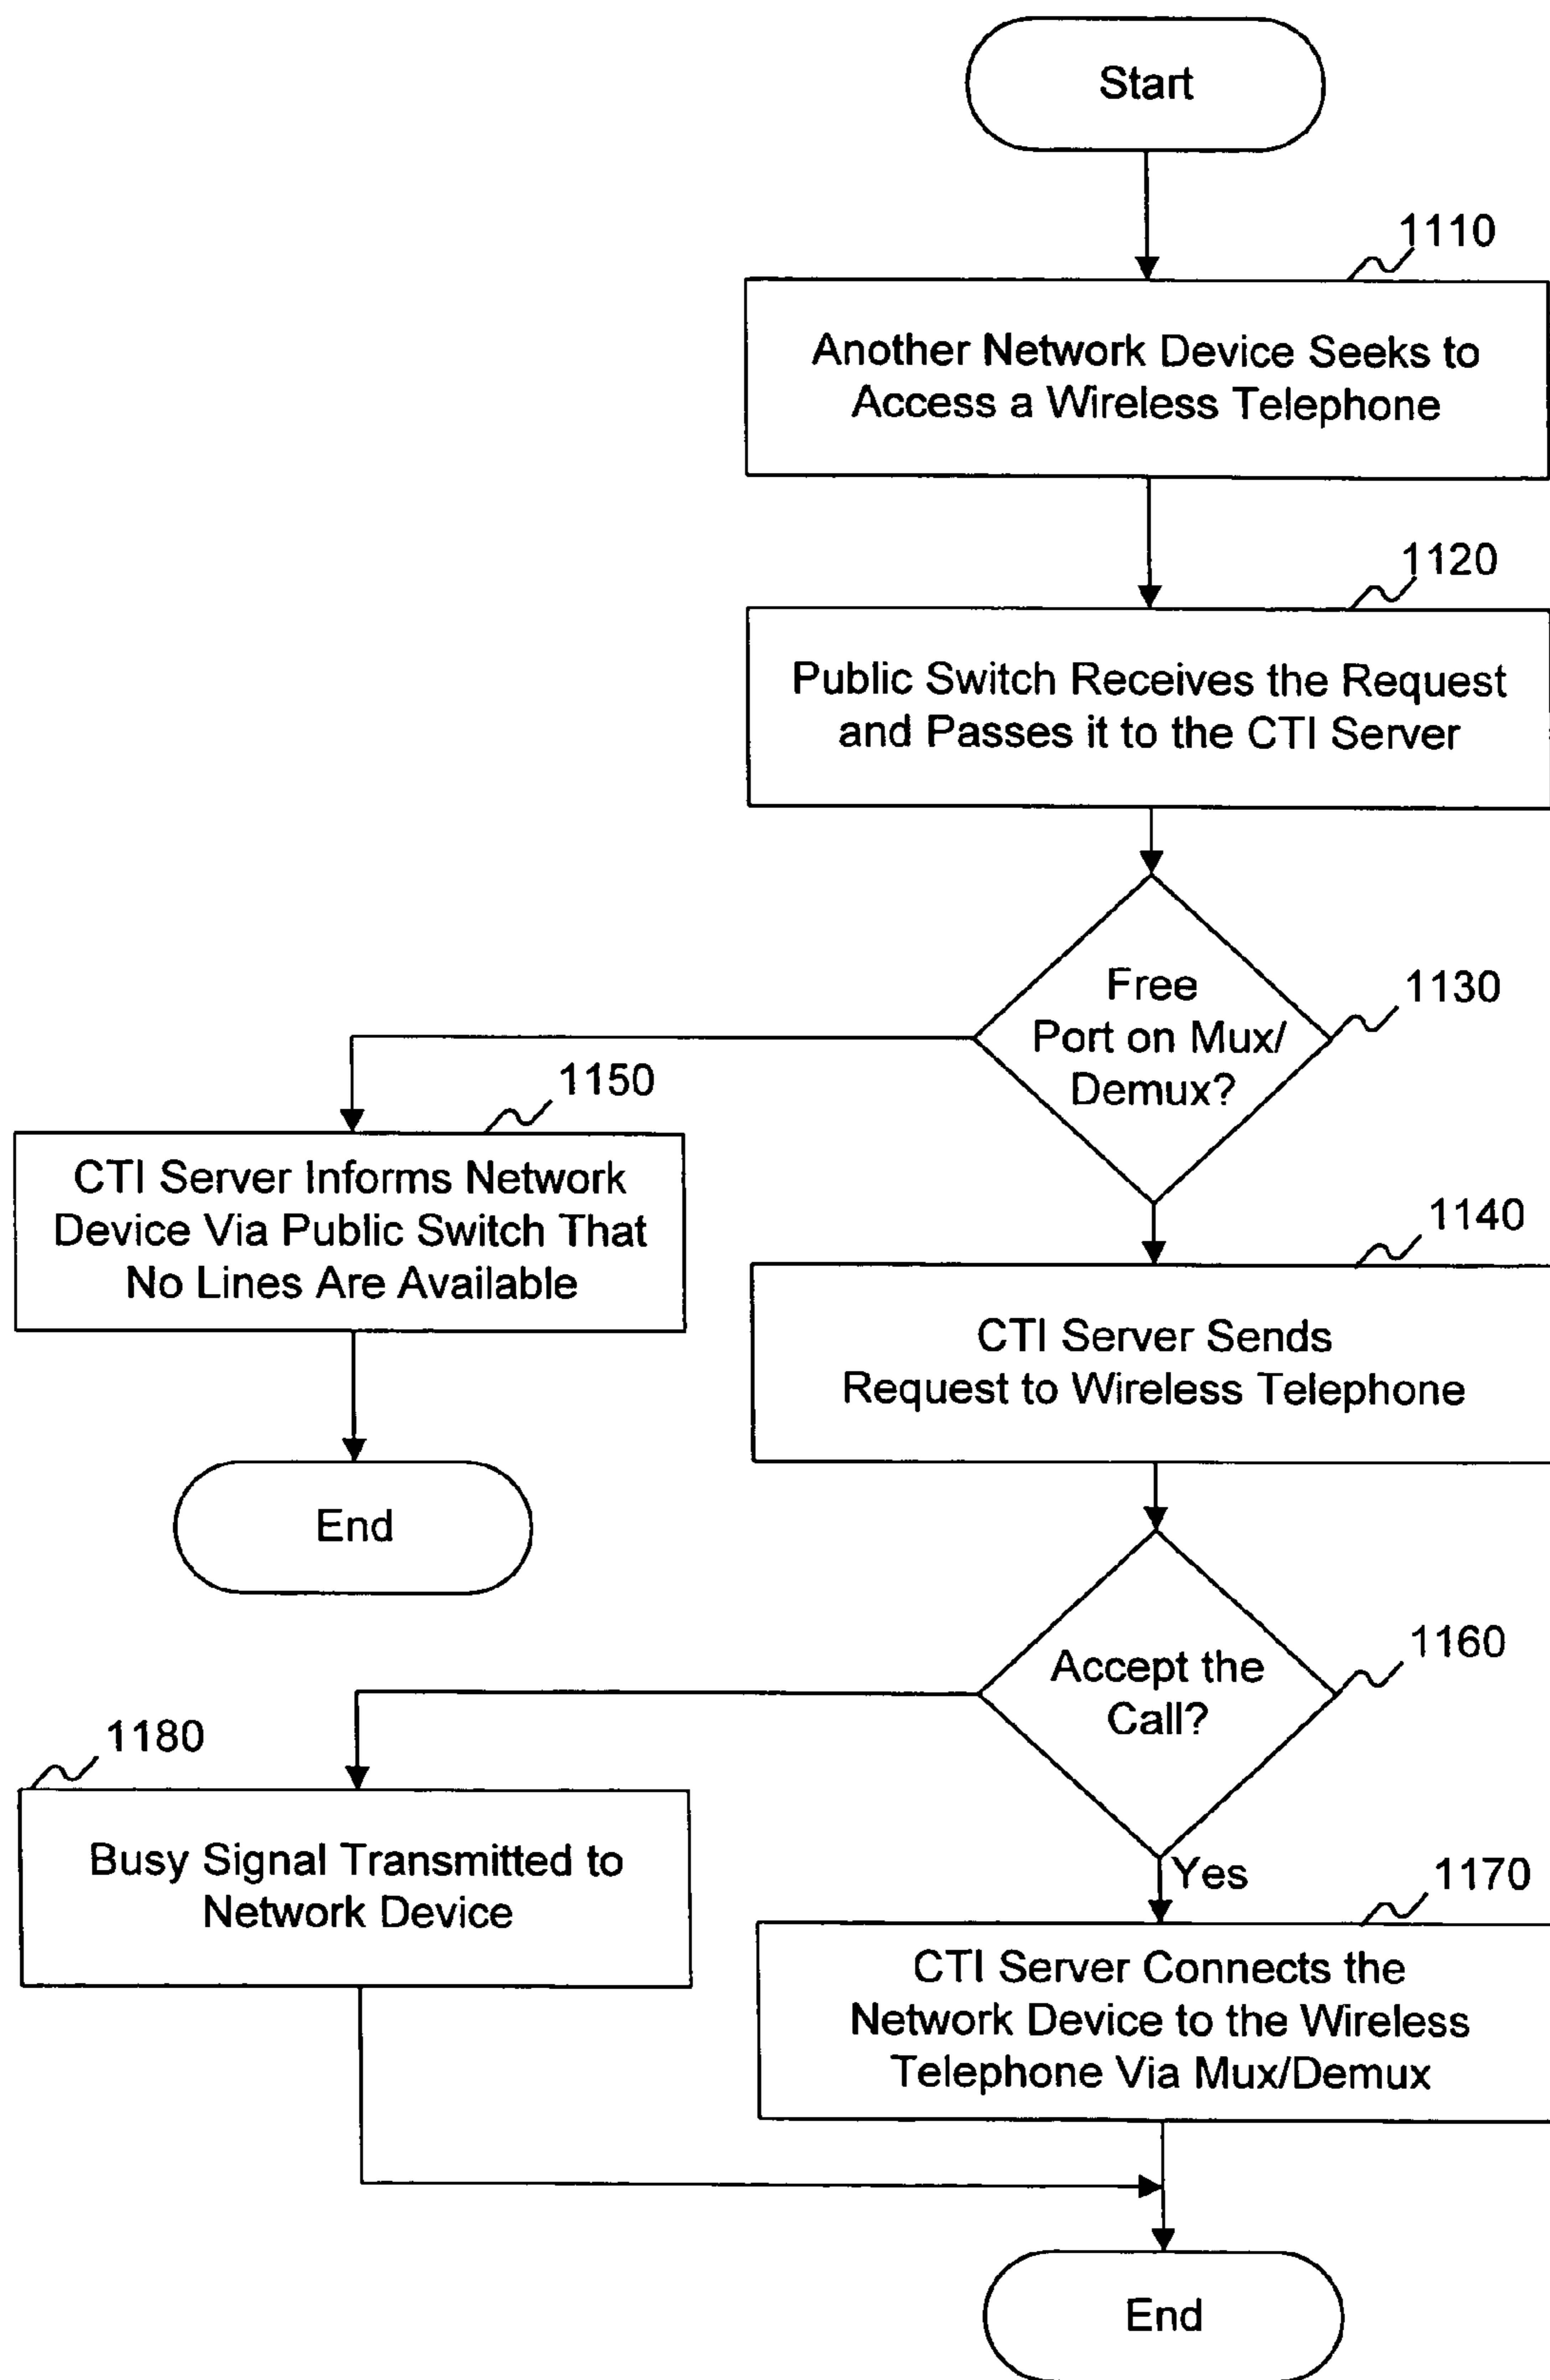 Start
1110
Another Network Device Seeks to
Access a Wireless Telephone
1120
Public Switch Receives the Request
and Passes it to the CTI Server
Free
Port on Mux/
Demux?
1130
1150
CTI Server Informs Network
Device Via Public Switch That
No Lines Are Available
End
1140
CTI Server Sends
Request to Wireless Telephone
Accept the
Call?
1160
1180
Busy Signal Transmitted to
Network Device
Yes
1170
CTI Server Connects the
Network Device to the Wireless
Telephone Via Mux/Demux
End